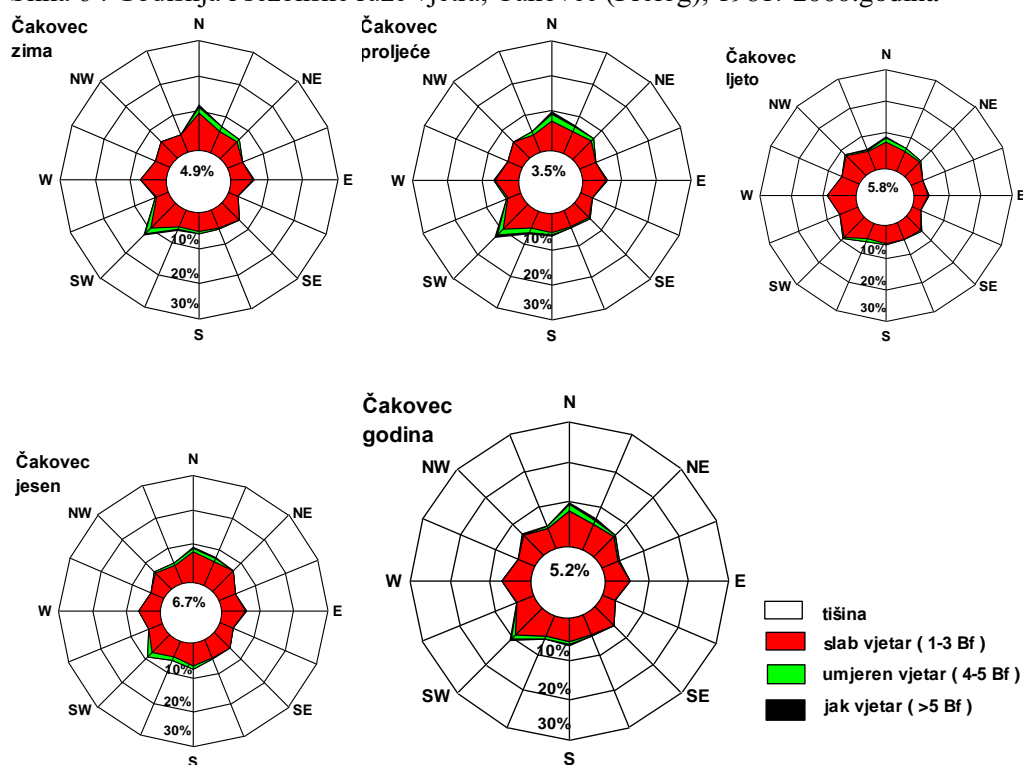 Čakovec
zima
N
NE
E
SE
S
SW
W
NW
4.9%
10%
20%
30%
Čakovec
proljeće
N
NE
E
SE
S
SW
W
NW
3.5%
10%
20%
30%
Čakovec
ljeto
N
NE
E
SE
S
SW
W
NW
5.8%
10%
20%
30%
Čakovec
jesen
N
NE
E
SE
S
SW
W
NW
6.7%
10%
20%
30%
Čakovec
godina
N
NE
E
SE
S
SW
W
NW
5.2%
10%
20%
30%
tišina
slab vjetar ( 1-3 Bf )
umjeren vjetar ( 4-5 Bf )
jak vjetar ( >5 Bf )